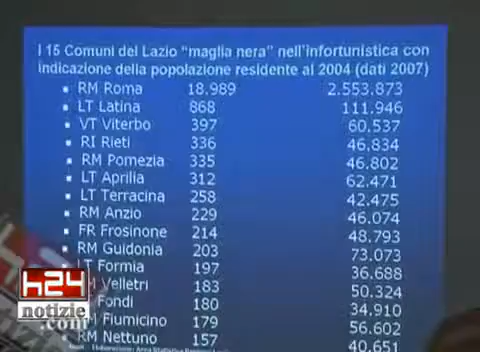 I 15 Comuni del Lazio "maglia nera" nell'infortunistica con
indicazione della popolazione residente al 2004 (dati 2007)
RM Roma 18.989 2.553.873
LT Latina 868 111.946
VT Viterbo 397 60.537
RI Rieti 336 46.834
RM Pomezia 335 46.802
LT Aprilia 312 62.471
LT Terracina 258 42.475
RM Anzio 229 46.074
FR Frosinone 214 48.793
RM Guidonia 203 73.073
LT Formia 197 36.688
RM Velletri 183 50.324
Fondi 180 34.910
RM Fiumicino 179 56.602
RM Nettuno 157 40.651
h24
notizie
.com